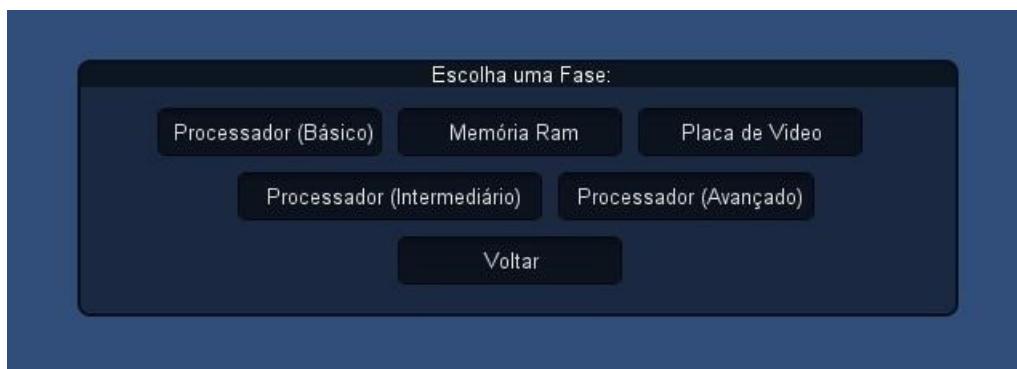 Escolha uma Fase:
Processador (Básico) Memória Ram Placa de Video
Processador (Intermediário) Processador (Avançado)
Voltar